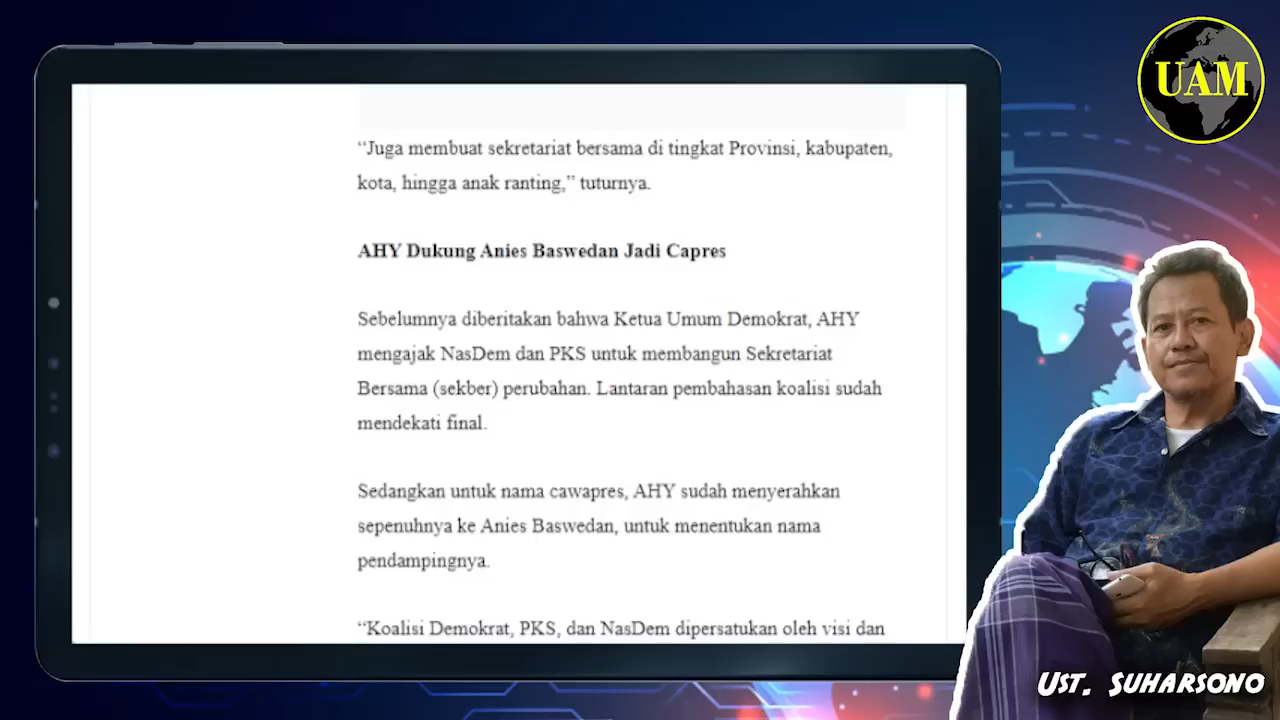 UAM
“Juga membuat sekretariat bersama di tingkat Provinsi, kabupaten,
kota, hingga anak ranting,” tuturnya.
AHY Dukung Anies Baswedan Jadi Capres
Sebelumnya diberitakan bahwa Ketua Umum Demokrat, AHY
mengajak NasDem dan PKS untuk membangun Sekretariat
Bersama (sekber) perubahan. Lantaran pembahasan koalisi sudah
mendekati final.
Sedangkan untuk nama cawapres, AHY sudah menyerahkan
sepenuhnya ke Anies Baswedan, untuk menentukan nama
pendampingnya.
“Koalisi Demokrat, PKS, dan NasDem dipersatukan oleh visi dan
UST. SUHARSONO